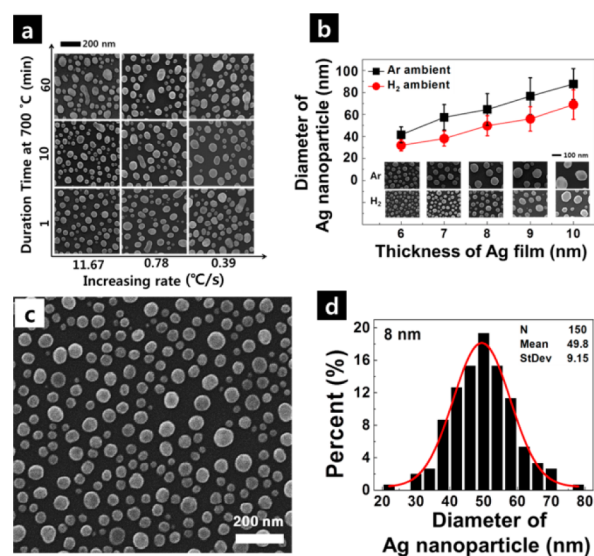 a
200 nm
Duration Time at 700 °C (min)
60
10
1
11.67 0.78 0.39
Increasing rate (°C/s)
b
Diameter of
Ag nanoparticle (nm)
100
80
60
40
20
0
Ar ambient
H₂ ambient
100 nm
Ar
H₂
6 7 8 9 10
Thickness of Ag film (nm)
c
200 nm
d
Percent (%)
20
16
12
8
4
0
8 nm
N 150
Mean 49.8
StDev 9.15
20 30 40 50 60 70 80
Diameter of
Ag nanoparticle (nm)